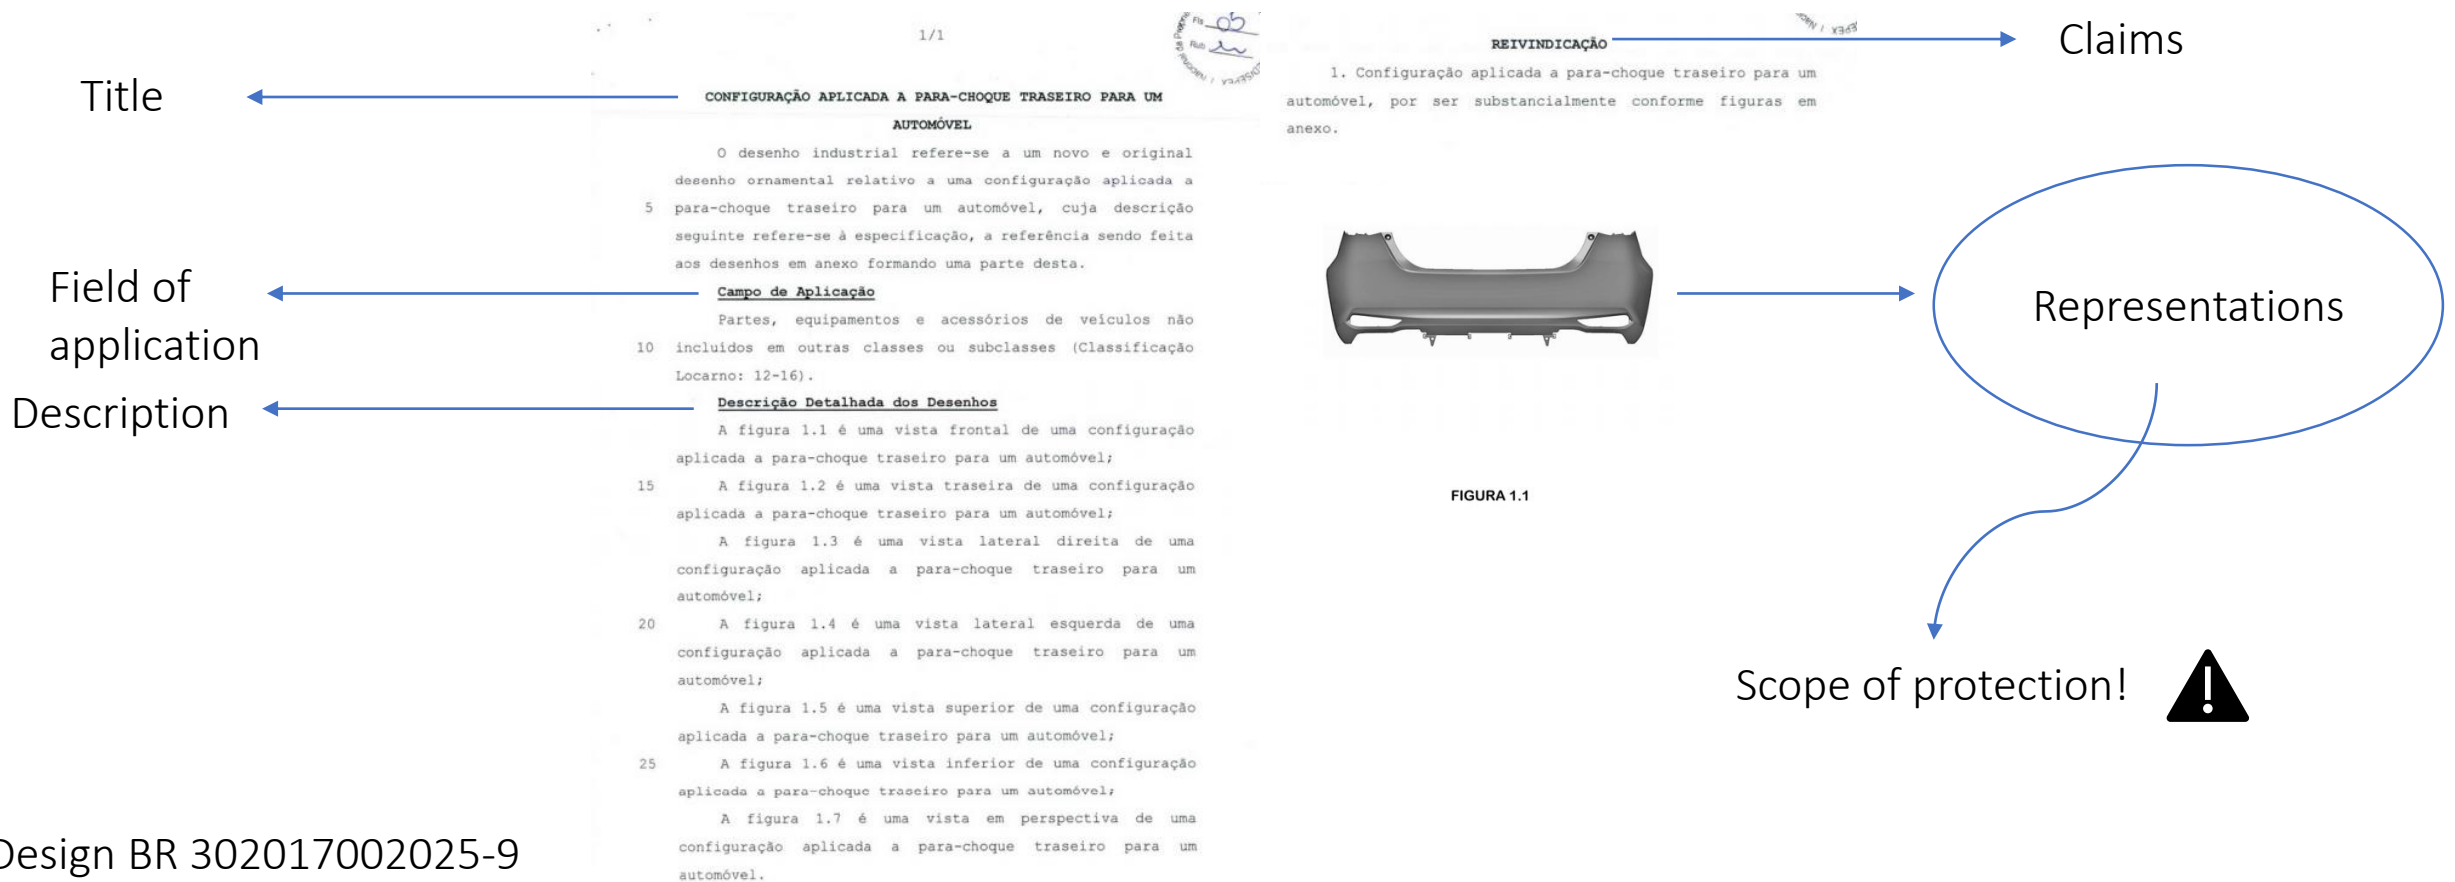 Title
Field of
application
Description
Design BR 302017002025-9
1/1
Fls 05
Rub
CONFIGURAÇÃO APLICADA A PARA-CHOQUE TRASEIRO PARA UM
AUTOMÓVEL
O desenho industrial refere-se a um novo e original
desenho ornamental relativo a uma configuração aplicada a
5 para-choque traseiro para um automóvel, cuja descrição
seguinte refere-se à especificação, a referência sendo feita
aos desenhos em anexo formando uma parte desta.
Campo de Aplicação
Partes, equipamentos e acessórios de veículos não
10 incluidos em outras classes ou subclasses (Classificação
Locarno: 12-16).
Descrição Detalhada dos Desenhos
A figura 1.1 é uma vista frontal de uma configuração
aplicada a para-choque traseiro para um automóvel;
15 A figura 1.2 é uma vista traseira de uma configuração
aplicada a para-choque traseiro para um automóvel;
A figura 1.3 é uma vista lateral direita de uma
configuração aplicada a para-choque traseiro para um
automóvel;
20 A figura 1.4 é uma vista lateral esquerda de uma
configuração aplicada a para-choque traseiro para um
automóvel;
A figura 1.5 é uma vista superior de uma configuração
aplicada a para-choque traseiro para um automóvel;
25 A figura 1.6 é uma vista inferior de uma configuração
aplicada a para-choque traseiro para um automóvel;
A figura 1.7 é uma vista em perspectiva de uma
configuração aplicada a para-choque traseiro para um
automóvel.
REIVINDICAÇÃO
1. Configuração aplicada a para-choque traseiro para um
automóvel, por ser substancialmente conforme figuras em
anexo.
FIGURA 1.1
Claims
Representations
Scope of protection!